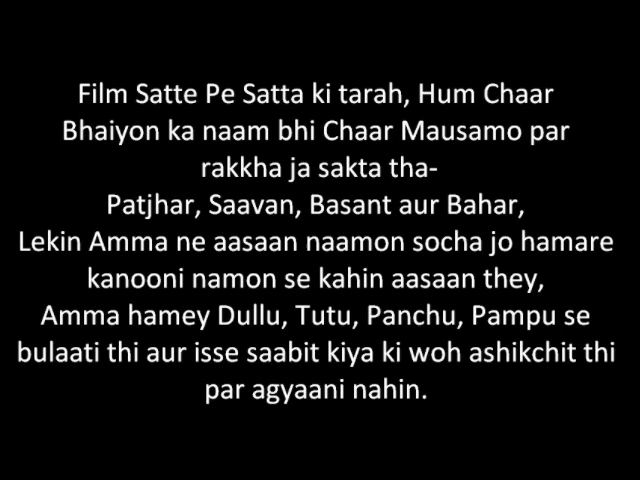 Film Satte Pe Satta ki tarah, Hum Chaar
Bhaiyon ka naam bhi Chaar Mausamo par
rakkha ja sakta tha-
Patjhar, Saavan, Basant aur Bahar,
Lekin Amma ne aasaan naamon socha jo hamare
kanooni namon se kahin aasaan they,
Amma hamey Dullu, Tutu, Panchu, Pampu se
bulaati thi aur isse saabit kiya ki woh ashikchit thi
par agyaani nahin.